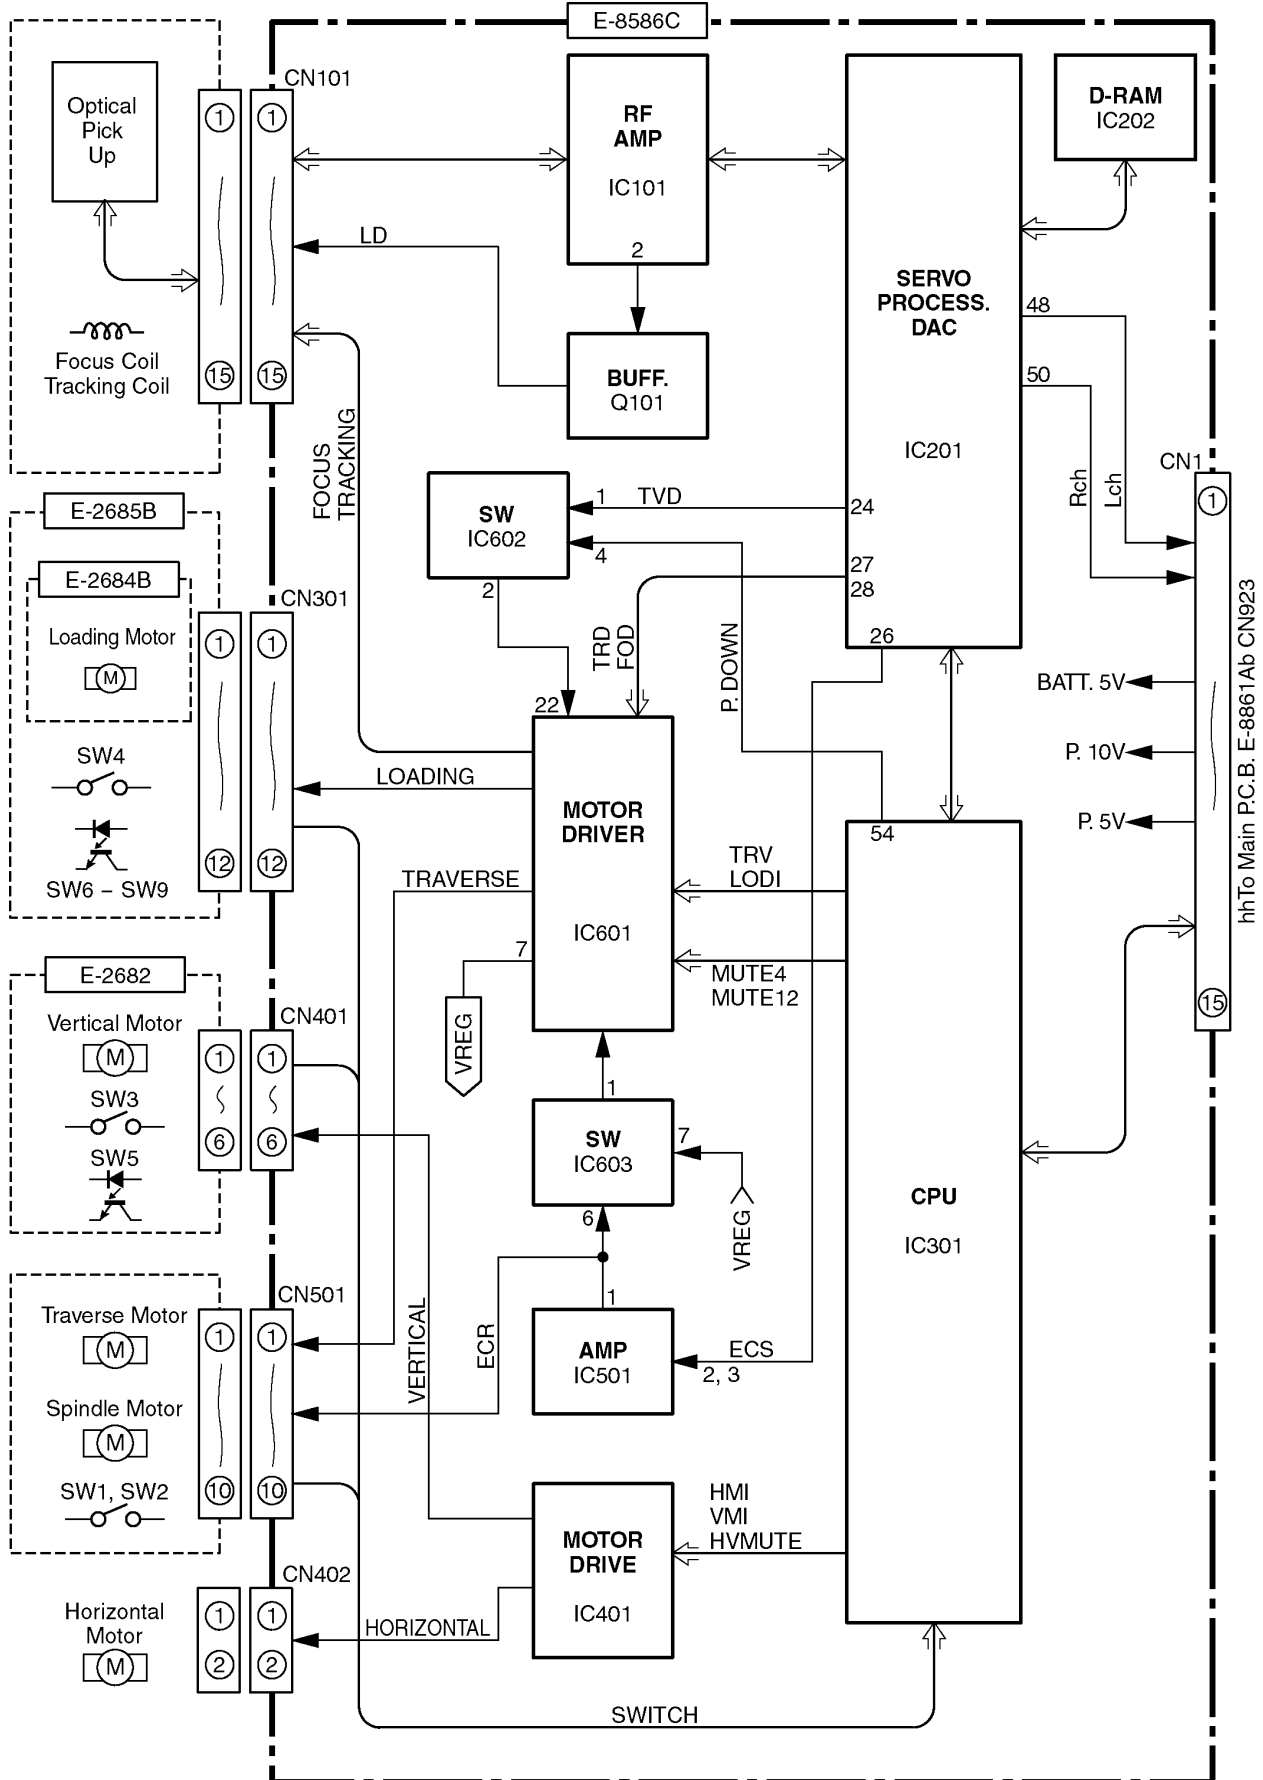 E-8586C
Optical
Pick
Up
Focus Coil
Tracking Coil
1
15
CN101
1
15
RF
AMP
IC101
2
LD
BUFF.
Q101
FOCUS
TRACKING
SERVO
PROCESS.
DAC
IC201
D-RAM
IC202
48
50
Rch
Lch
CN1
1
15
hhTo Main P.C.B. E-8861Ab CN923
BATT. 5V
P. 10V
P. 5V
SW
IC602
1
TVD
24
4
2
27
28
26
TRD
FOD
P. DOWN
E-2685B
E-2684B
Loading Motor
M
SW4
SW6 – SW9
1
12
CN301
1
12
22
MOTOR
DRIVER
IC601
LOADING
TRAVERSE
7
VREG
54
TRV
LODI
MUTE4
MUTE12
CPU
IC301
E-2682
Vertical Motor
M
SW3
SW5
1
6
CN401
1
6
1
SW
IC603
7
VREG
6
1
AMP
IC501
ECS
2, 3
ECR
VERTICAL
Traverse Motor
M
Spindle Motor
M
SW1, SW2
1
10
CN501
1
10
MOTOR
DRIVE
IC401
HMI
VMI
HVMUTE
Horizontal
Motor
M
1
2
CN402
1
2
HORIZONTAL
SWITCH